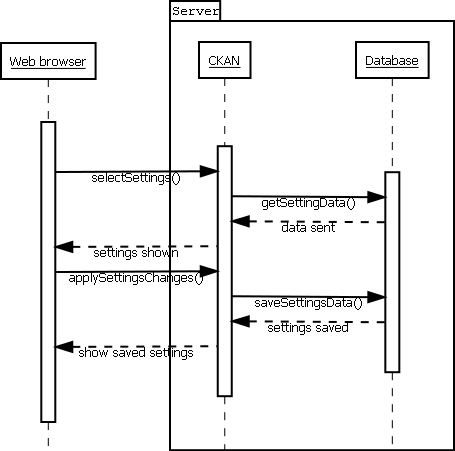 Server
Web browser
CKAN
Database
selectSettings()
getSettingData()
data sent
settings shown
applySettingsChanges()
saveSettingsData()
settings saved
show saved settings